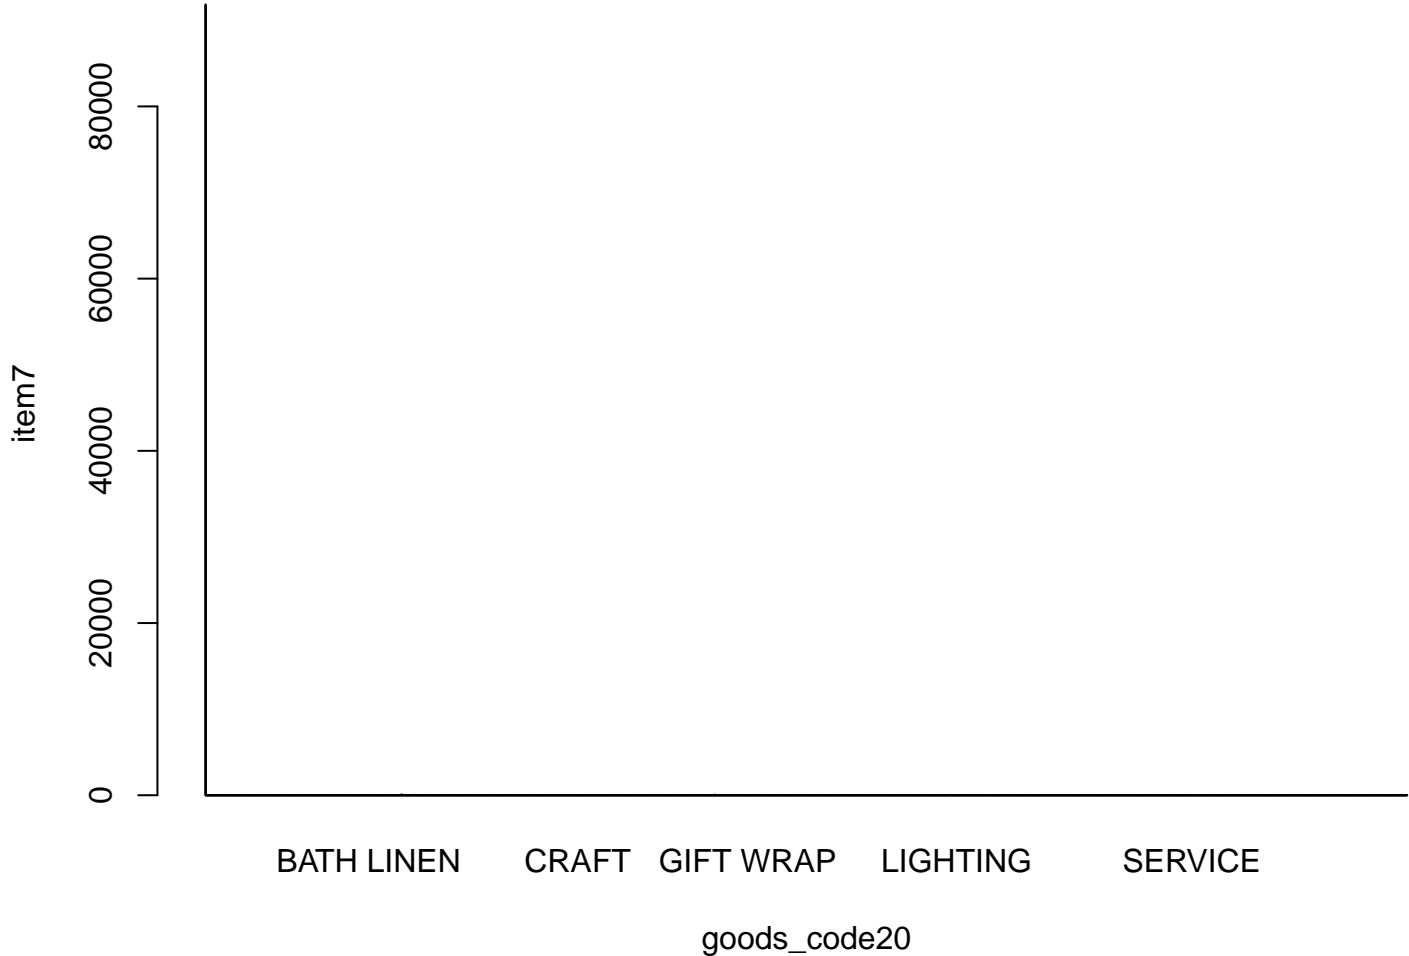 80000
60000
40000
20000
0
item7
BATH LINEN CRAFT GIFT WRAP LIGHTING SERVICE
goods_code20